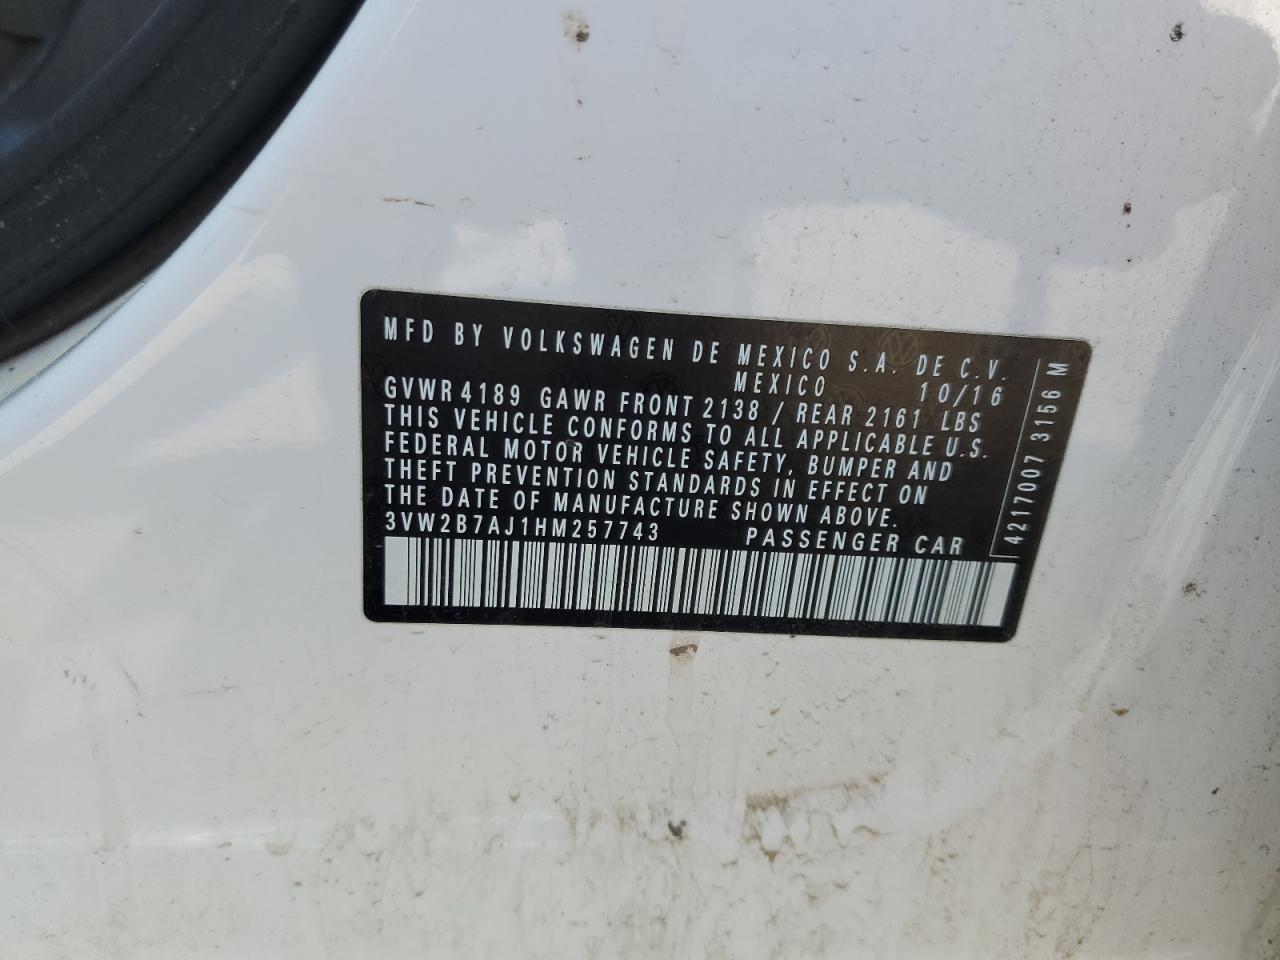 MFD BY VOLKSWAGEN DE MEXICO S.A. DE C.V.
MEXICO 10/16
GVWR 4189 GAWR FRONT 2138 / REAR 2161 LBS
THIS VEHICLE CONFORMS TO ALL APPLICABLE U.S.
FEDERAL MOTOR VEHICLE SAFETY, BUMPER AND
THEFT PREVENTION STANDARDS IN EFFECT ON
THE DATE OF MANUFACTURE SHOWN ABOVE.
3VW2B7AJ1HM257743 PASSENGER CAR
4217007 3156 M